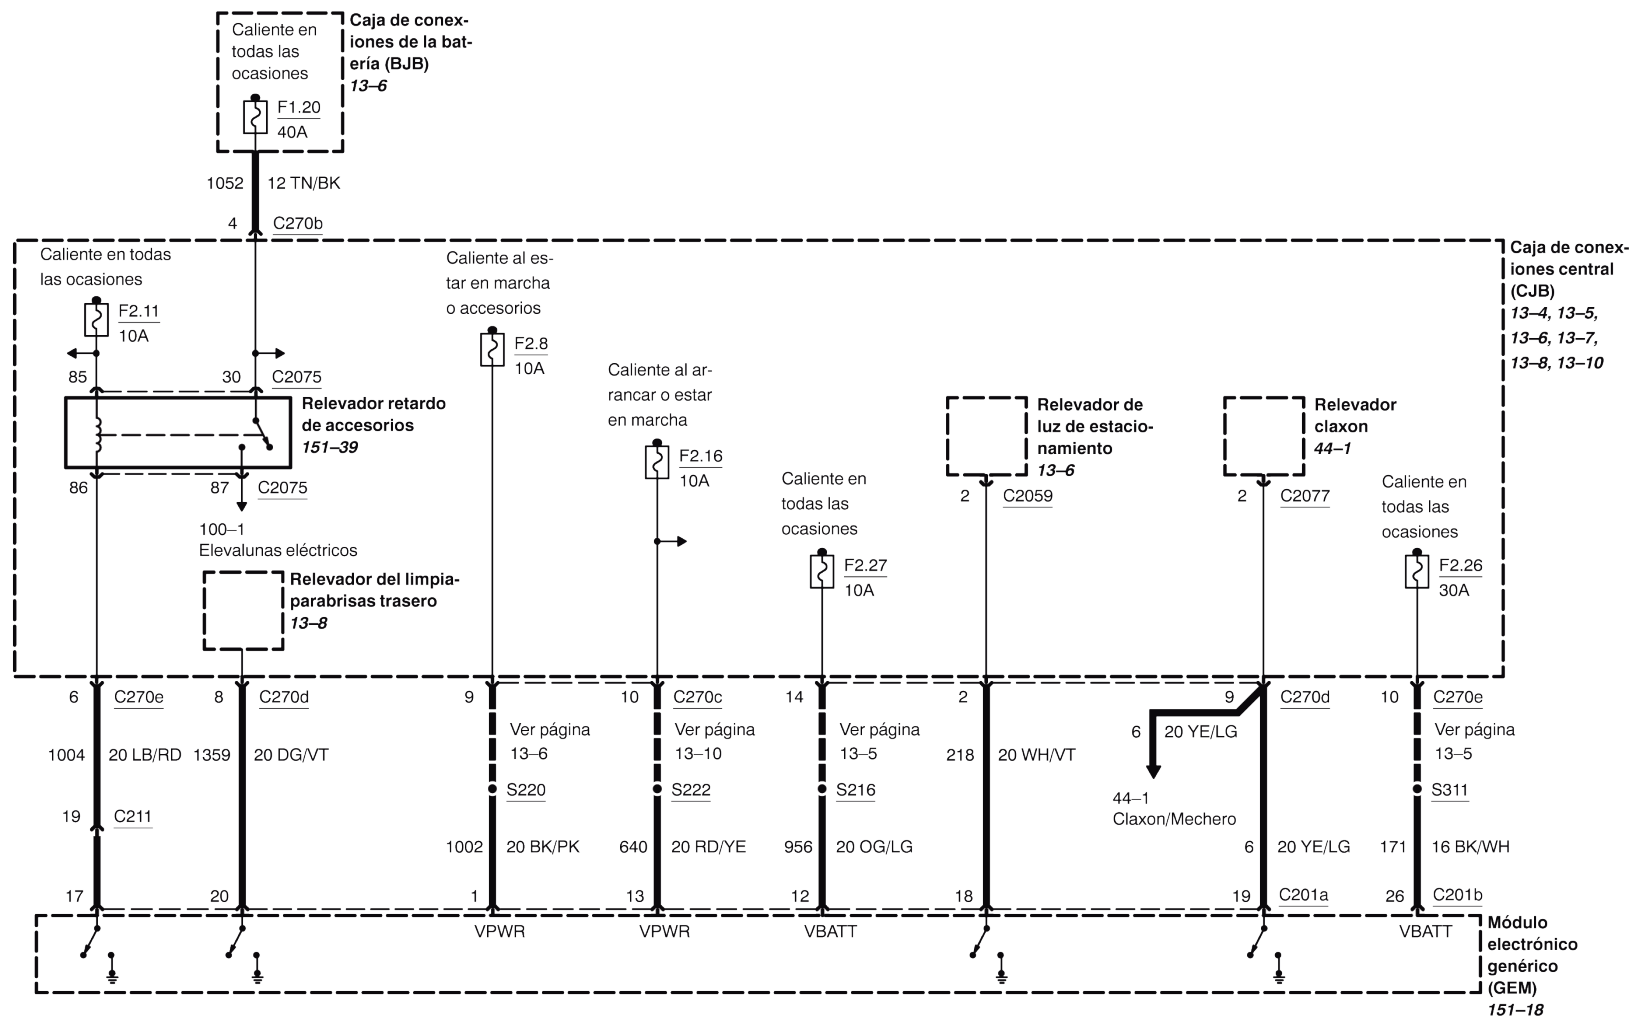 Caliente en
todas las
ocasiones
F1.20
40A
Caja de conex-
iones de la bat-
ería (BJB)
13–6
1052
12 TN/BK
4
C270b
Caliente en todas
las ocasiones
F2.11
10A
85
30
C2075
Relevador retardo
de accesorios
151–39
86
87
C2075
100–1
Elevalunas eléctricos
Relevador del limpia-
parabrisas trasero
13–8
Caliente al es-
tar en marcha
o accesorios
F2.8
10A
Caliente al ar-
rancar o estar
en marcha
F2.16
10A
Caliente en
todas las
ocasiones
F2.27
10A
Relevador de
luz de estacio-
namiento
13–6
2
C2059
Relevador
claxon
44–1
2
C2077
Caliente en
todas las
ocasiones
F2.26
30A
Caja de conex-
iones central
(CJB)
13–4, 13–5,
13–6, 13–7,
13–8, 13–10
6
C270e
8
C270d
9
10
C270c
14
2
9
C270d
10
C270e
Ver página
13–6
Ver página
13–10
Ver página
13–5
6
20 YE/LG
Ver página
13–5
1004
20 LB/RD
1359
20 DG/VT
218
20 WH/VT
S220
S222
S216
44–1
Claxon/Mechero
S311
19
C211
1002
20 BK/PK
640
20 RD/YE
956
20 OG/LG
6
20 YE/LG
171
16 BK/WH
17
20
1
13
12
18
19
C201a
26
C201b
VPWR
VPWR
VBATT
VBATT
Módulo
electrónico
genérico
(GEM)
151–18